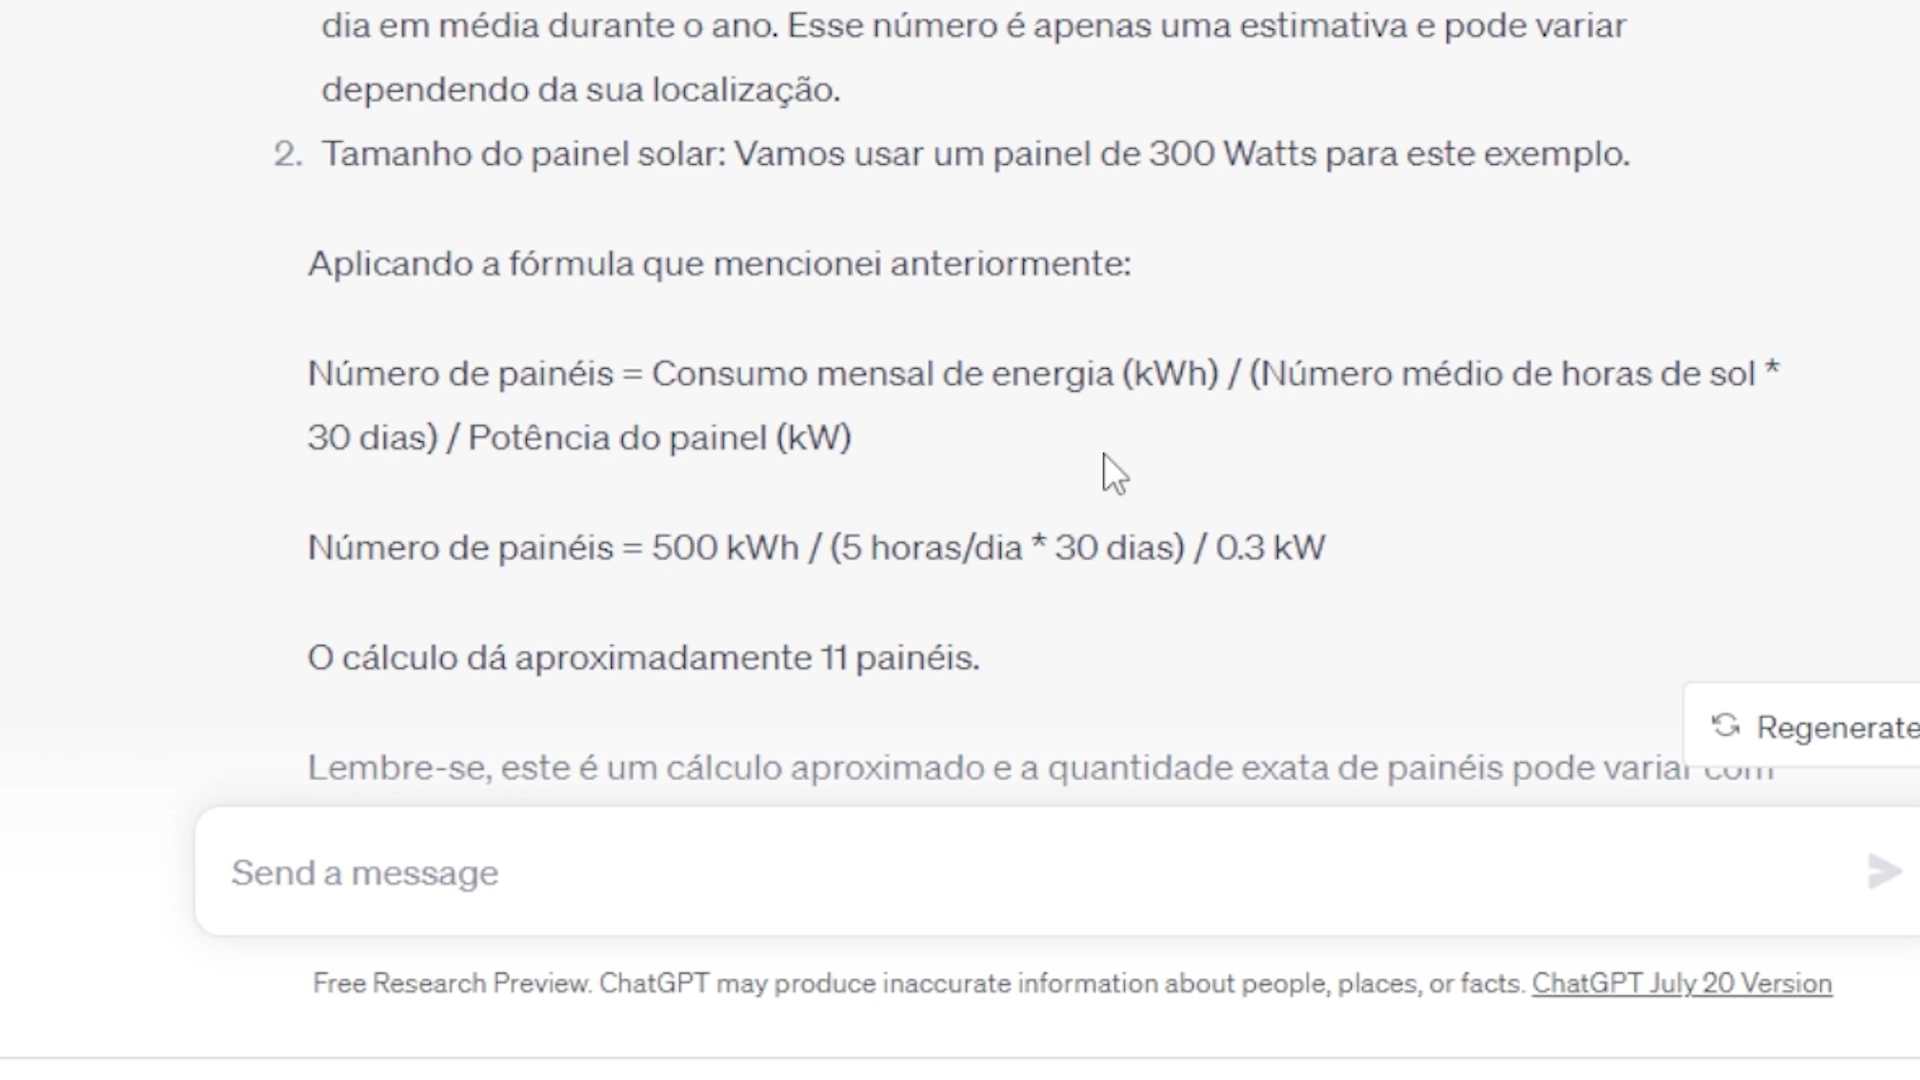 dia em média durante o ano. Esse número é apenas uma estimativa e pode variar
dependendo da sua localização.
2. Tamanho do painel solar: Vamos usar um painel de 300 Watts para este exemplo.
Aplicando a fórmula que mencionei anteriormente:
Número de painéis = Consumo mensal de energia (kWh) / (Número médio de horas de sol *
30 dias) / Potência do painel (kW)
Número de painéis = 500 kWh / (5 horas/dia * 30 dias) / 0.3 kW
O cálculo dá aproximadamente 11 painéis.
Regenerate
Lembre-se, este é um cálculo aproximado e a quantidade exata de painéis pode variar com
Send a message
Free Research Preview. ChatGPT may produce inaccurate information about people, places, or facts. ChatGPT July 20 Version